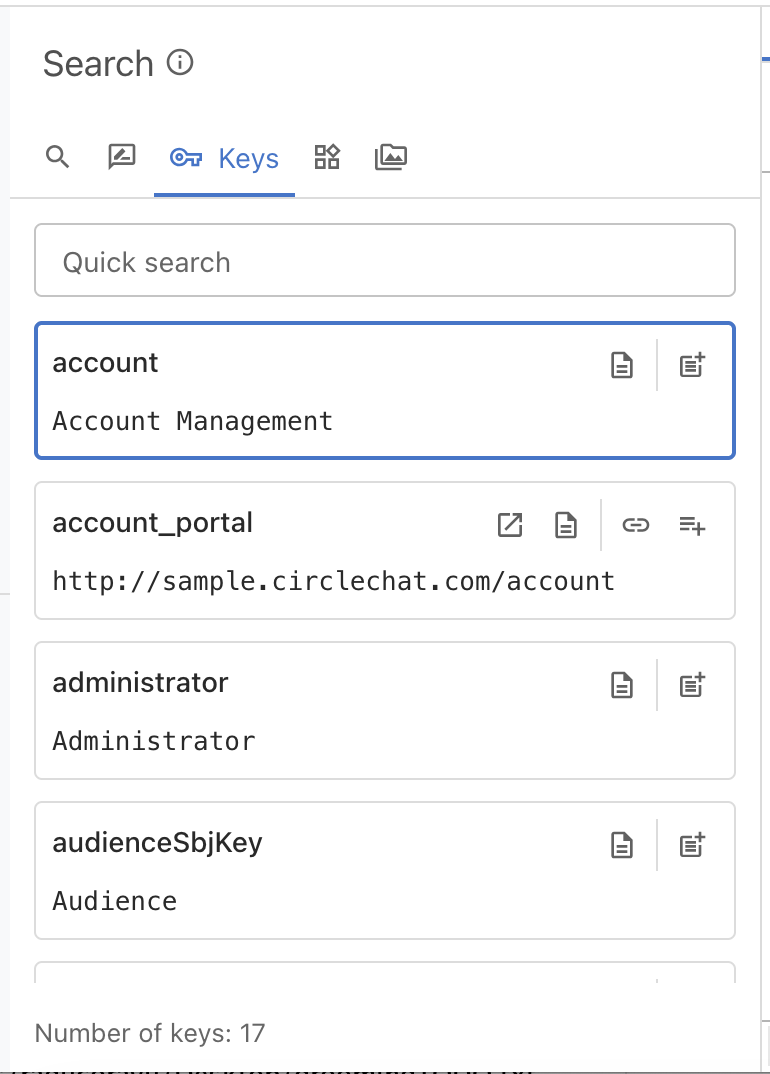 Search
Keys
Quick search
account
Account Management
account_portal
http://sample.circlechat.com/account
administrator
Administrator
audienceSbjKey
Audience
Number of keys: 17